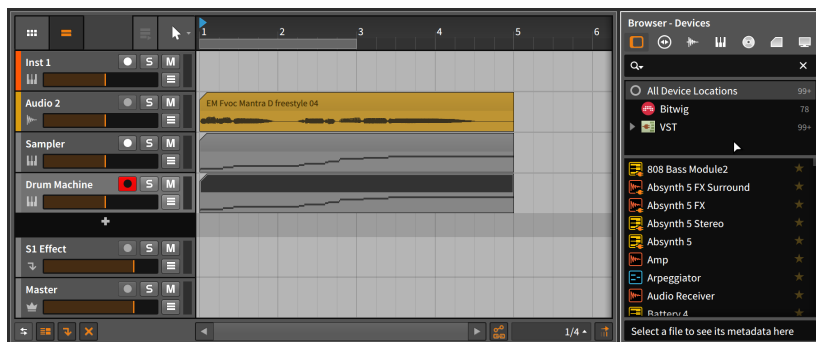 Browser - Devices
1 2 3 4 5 6
Inst 1 S M
All Device Locations 99+
Audio 2 S M
EM Fvoc Mantra D freestyle 04
Bitwig 78
VST 99+
Sampler S M
808 Bass Module2
Drum Machine S M
Absynth 5 FX Surround
Absynth 5 FX
Absynth 5 Stereo
Absynth 5
S1 Effect S M
Amp
Arpeggiator
Master S M
Audio Receiver
Battery 4
1/4
Select a file to see its metadata here